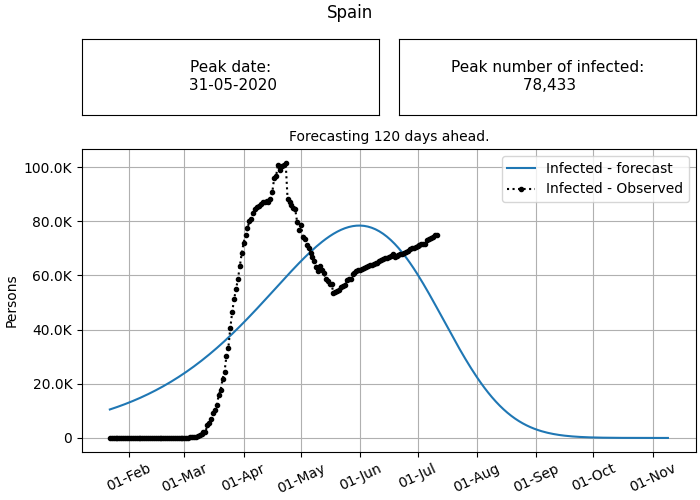 Spain
Peak date:
31-05-2020
Peak number of infected:
78,433
Forecasting 120 days ahead.
Infected - forecast
Infected - Observed
Persons
100.0K
80.0K
60.0K
40.0K
20.0K
0
01-Feb
01-Mar
01-Apr
01-May
01-Jun
01-Jul
01-Aug
01-Sep
01-Oct
01-Nov